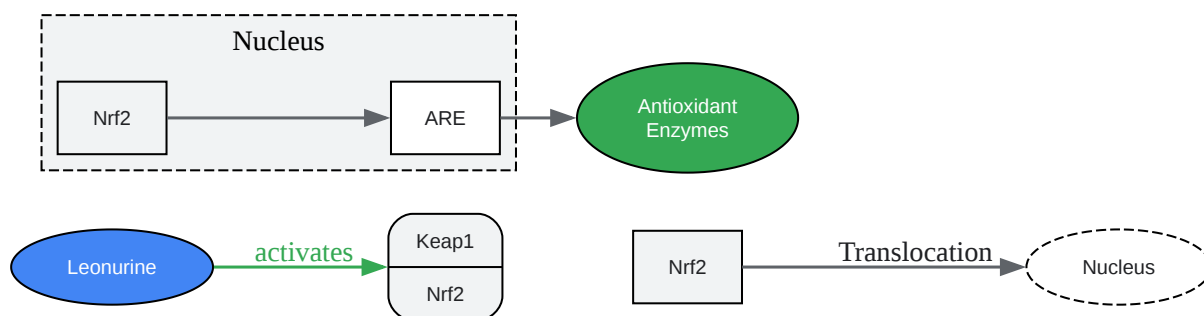 Nucleus
Nrf2
ARE
Antioxidant
Enzymes
Leonurine
activates
Keap1
Nrf2
Nrf2
Translocation
Nucleus